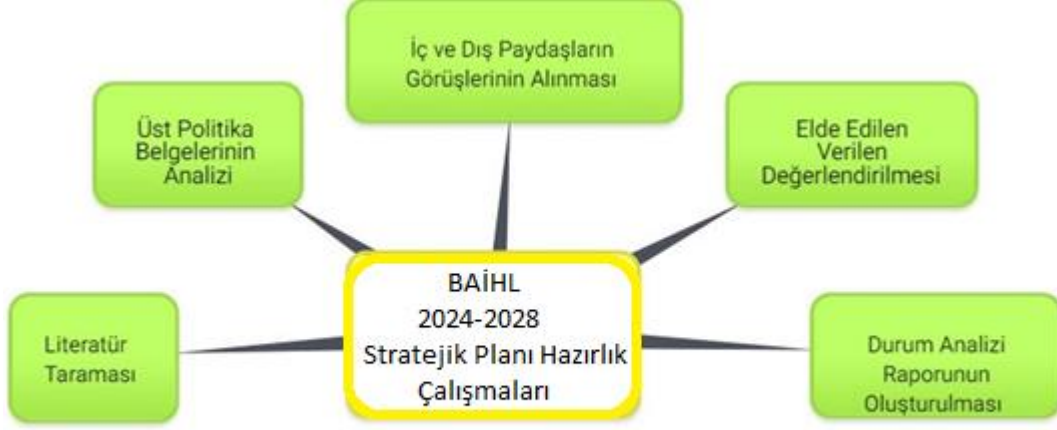 İç ve Dış Paydaşların
Görüşlerinin Alınması
Üst Politika
Belgelerinin
Analizi
Elde Edilen
Verilen
Değerlendirilmesi
BAİHL
2024-2028
Stratejik Planı Hazırlık
Çalışmaları
Literatür
Taraması
Durum Analizi
Raporunun
Oluşturulması